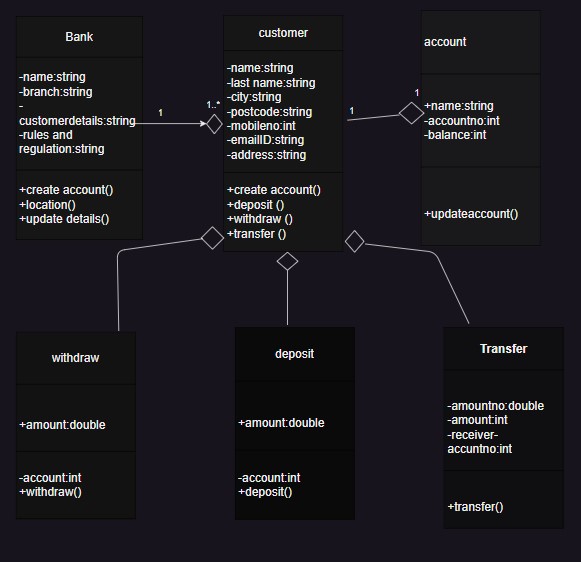 Bank
-name:string
-branch:string
-
customerdetails:string
-rules and
regulation:string
+create account()
+location()
+update details()
1
1..*
customer
-name:string
-last name:string
-city:string
-postcode:string
-mobileno:int
-emailID:string
-address:string
+create account()
+deposit ()
+withdraw ()
+transfer ()
1
1
account
+name:string
-accountno:int
-balance:int
+updateaccount()
withdraw
+amount:double
-account:int
+withdraw()
deposit
+amount:double
-account:int
+deposit()
Transfer
-amountno:double
-amount:int
-receiver-
accuntno:int
+transfer()